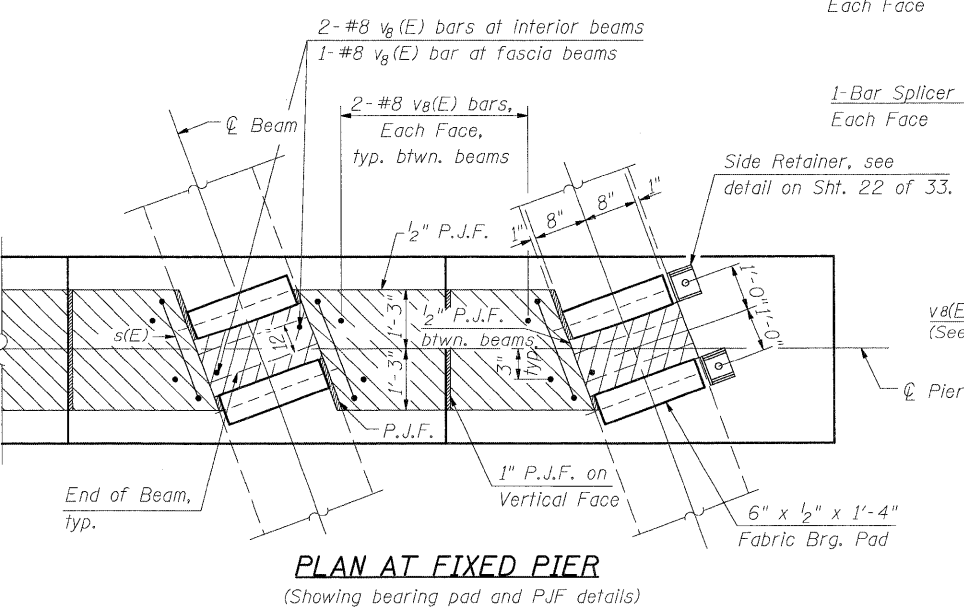 Each Face
2-#8 v8(E) bars at interior beams
1-#8 v8(E) bar at fascia beams
1-Bar Splicer
Each Face
2-#8 v8(E) bars,
Each Face,
typ. btwn. beams
℄ Beam
Side Retainer, see
detail on Sht. 22 of 33.
1"
8"
8"
1"
1/2" P.J.F.
1'-0"
1'-0"
s(E)
12"
1'-3"
1'-3"
1/2" P.J.F.
btwn. beams
3"
typ.
v8(E
(See
℄ Pier
P.J.F.
1" P.J.F. on
Vertical Face
End of Beam,
typ.
6" x 1/2" x 1'-4"
Fabric Brg. Pad
PLAN AT FIXED PIER
(Showing bearing pad and PJF details)